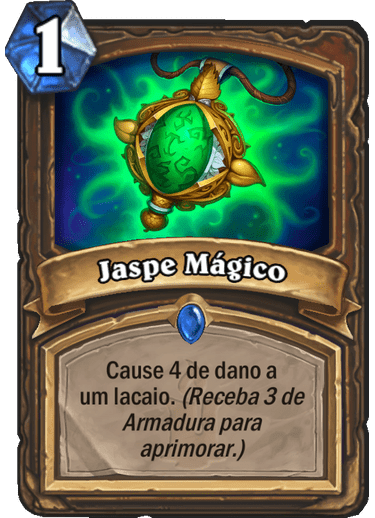 1
Jaspe Mágico
Cause 4 de dano a
um lacaio. (Receba 3 de
Armadura para
aprimorar.)